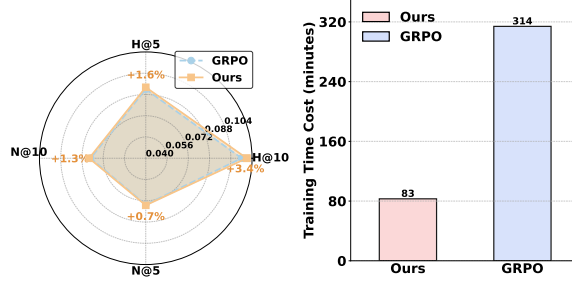 H@5
GRPO
Ours
+1.6%
0.104
0.088
0.072
0.056
0.040
N@10
+1.3%
H@10
+3.4%
+0.7%
N@5
Training Time Cost (minutes)
320
240
160
80
0
Ours
GRPO
314
83
Ours
GRPO